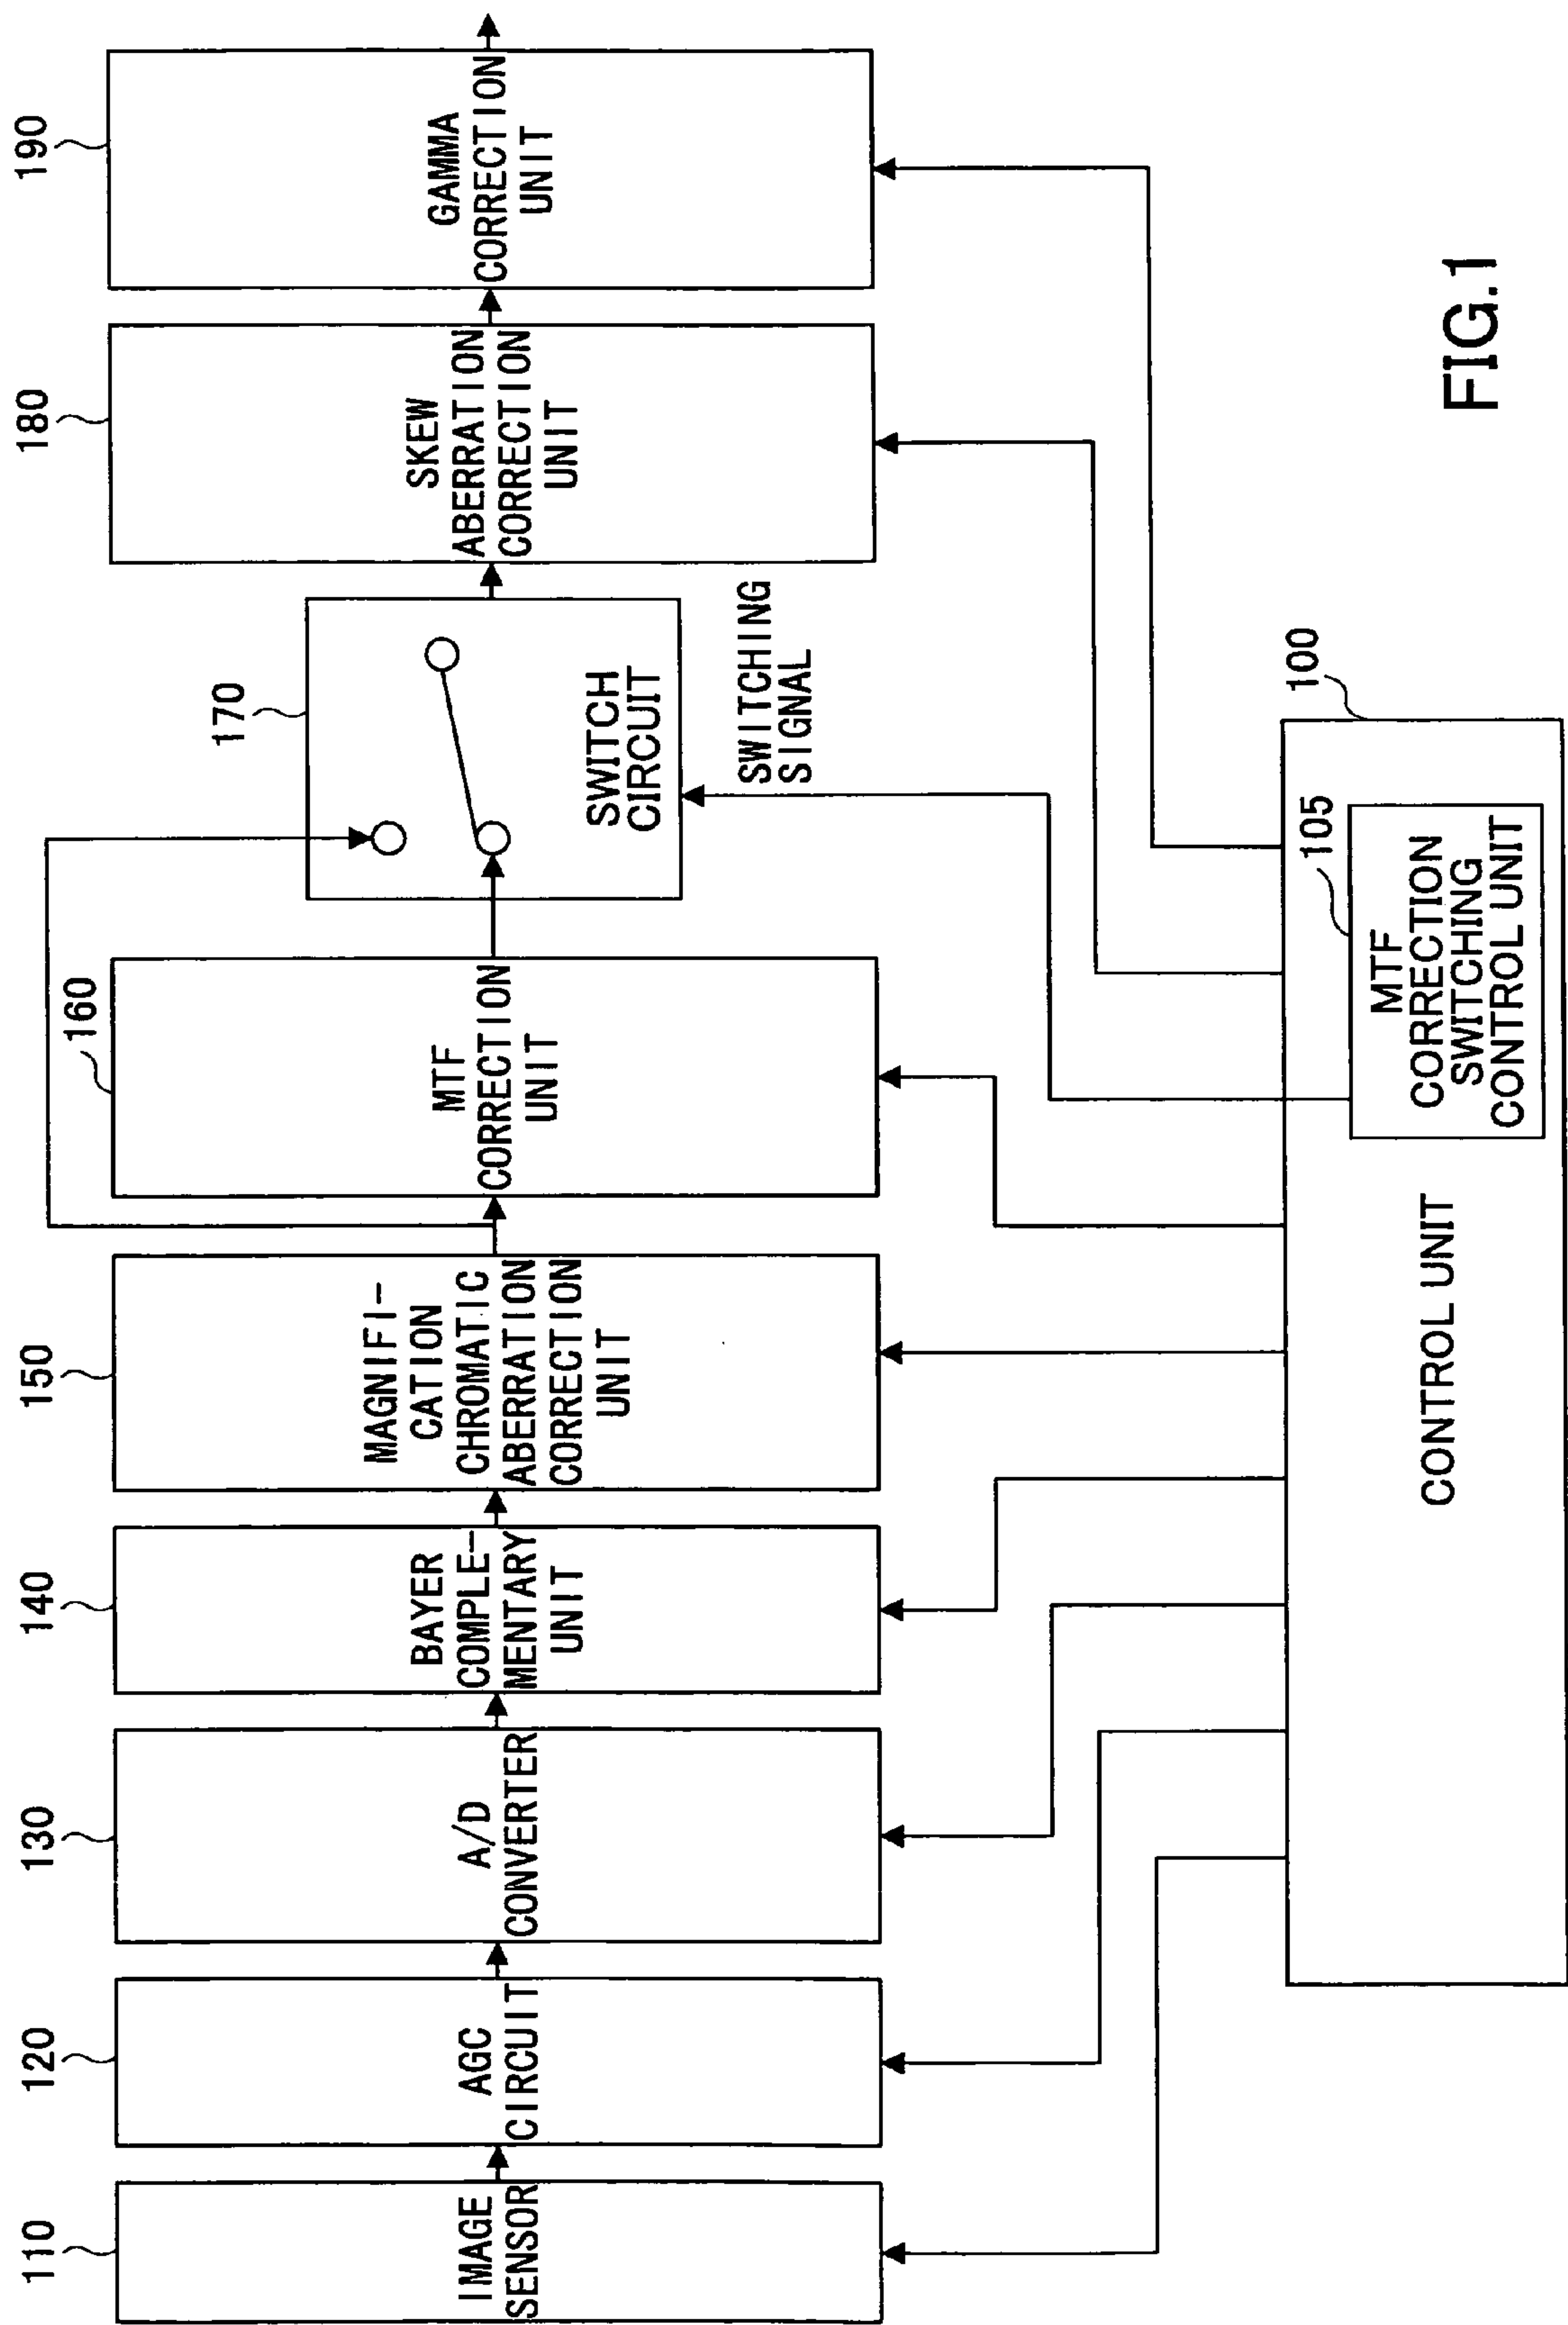 110
IMAGE
SENSOR
120
AGC
CIRCUIT
130
A/D
CONVERTER
140
BAYER
COMPLE-
MENTARY
UNIT
150
MAGNIFI-
CATION
CHROMATIC
ABERRATION
CORRECTION
UNIT
160
MTF
CORRECTION
UNIT
170
SWITCH
CIRCUIT
SWITCHING
SIGNAL
180
SKEW
ABERRATION
CORRECTION
UNIT
190
GAMMA
CORRECTION
UNIT
100
CONTROL UNIT
105
MTF
CORRECTION
SWITCHING
CONTROL UNIT
FIG.1